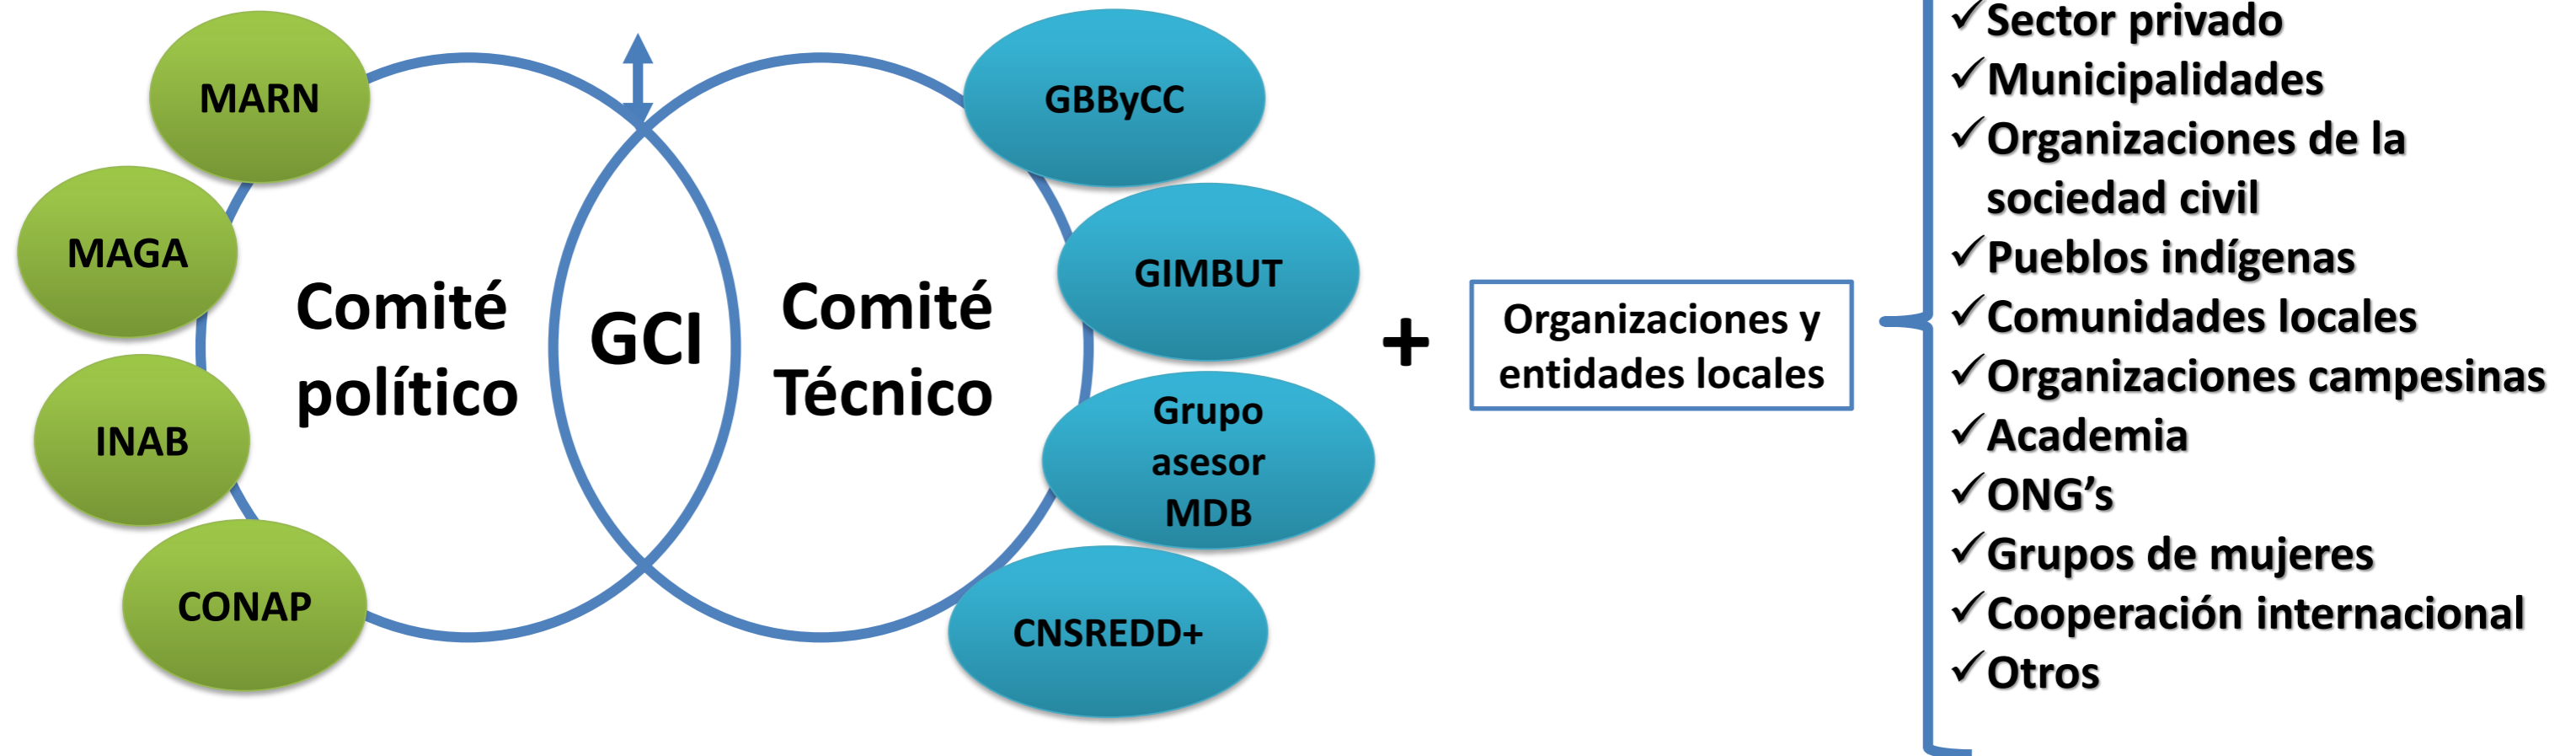 MARN
MAGA
INAB
CONAP
Comité
político
GCI
Comité
Técnico
GBByCC
GIMBUT
Grupo
asesor
MDB
CNSREDD+
+
Organizaciones y
entidades locales
✓Sector privado
✓Municipalidades
✓Organizaciones de la
sociedad civil
✓Pueblos indígenas
✓Comunidades locales
✓Organizaciones campesinas
✓Academia
✓ONG’s
✓Grupos de mujeres
✓Cooperación internacional
✓Otros